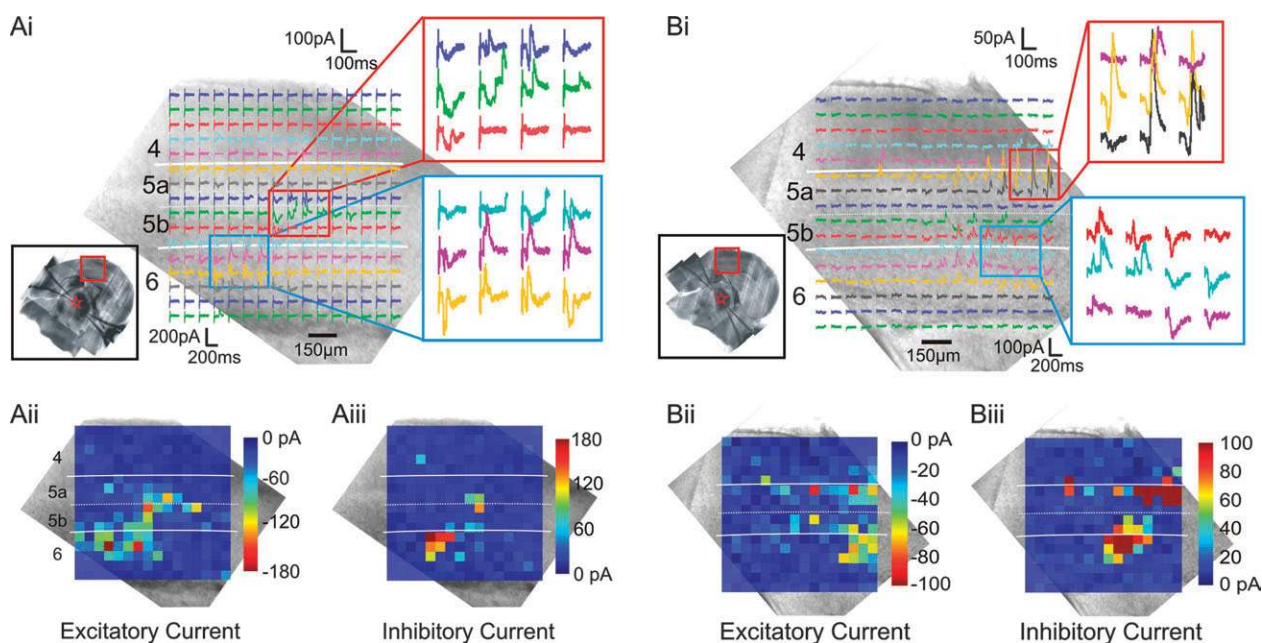 Ai
100pA
100ms
4
5a
5b
6
200pA
200ms
150μm
Bi
50pA
100ms
4
5a
5b
6
150μm
100pA
200ms
Aii
4
5a
5b
6
0 pA
-60
-120
-180
Excitatory Current
Aiii
180
120
60
0 pA
Inhibitory Current
Bii
0 pA
-20
-40
-60
-80
-100
Excitatory Current
Biii
100
80
60
40
20
0 pA
Inhibitory Current